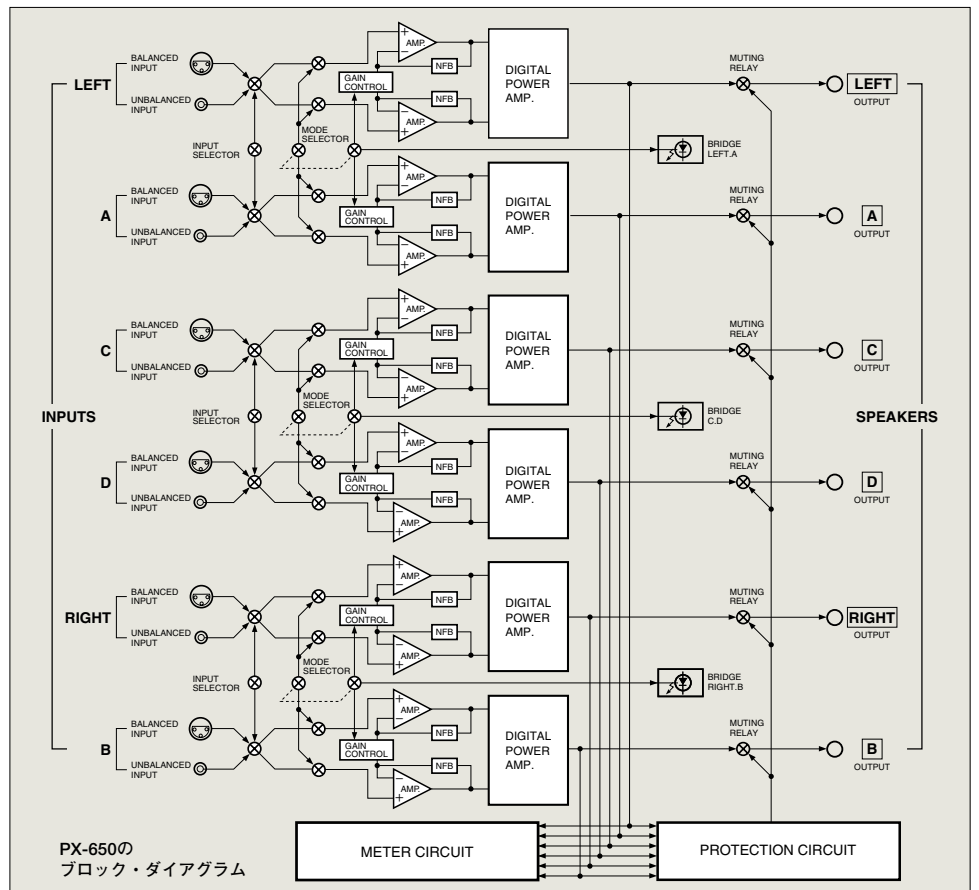 BALANCED
INPUT
LEFT
UNBALANCED
INPUT
AMP.
NFB
GAIN
CONTROL
NFB
AMP.
DIGITAL
POWER
AMP.
MUTING
RELAY
LEFT
OUTPUT
INPUT
SELECTOR
MODE
SELECTOR
BRIDGE
LEFT.A
BALANCED
INPUT
A
UNBALANCED
INPUT
AMP.
NFB
GAIN
CONTROL
NFB
AMP.
DIGITAL
POWER
AMP.
MUTING
RELAY
A
OUTPUT
BALANCED
INPUT
C
UNBALANCED
INPUT
AMP.
NFB
GAIN
CONTROL
NFB
AMP.
DIGITAL
POWER
AMP.
MUTING
RELAY
C
OUTPUT
INPUTS
INPUT
SELECTOR
MODE
SELECTOR
BRIDGE
C.D
SPEAKERS
BALANCED
INPUT
D
UNBALANCED
INPUT
AMP.
NFB
GAIN
CONTROL
NFB
AMP.
DIGITAL
POWER
AMP.
MUTING
RELAY
D
OUTPUT
BALANCED
INPUT
RIGHT
UNBALANCED
INPUT
AMP.
NFB
GAIN
CONTROL
NFB
AMP.
DIGITAL
POWER
AMP.
MUTING
RELAY
RIGHT
OUTPUT
INPUT
SELECTOR
MODE
SELECTOR
BRIDGE
RIGHT.B
BALANCED
INPUT
B
UNBALANCED
INPUT
AMP.
NFB
GAIN
CONTROL
NFB
AMP.
DIGITAL
POWER
AMP.
MUTING
RELAY
B
OUTPUT
METER CIRCUIT
PROTECTION CIRCUIT
PX-650の
ブロック・ダイアグラム